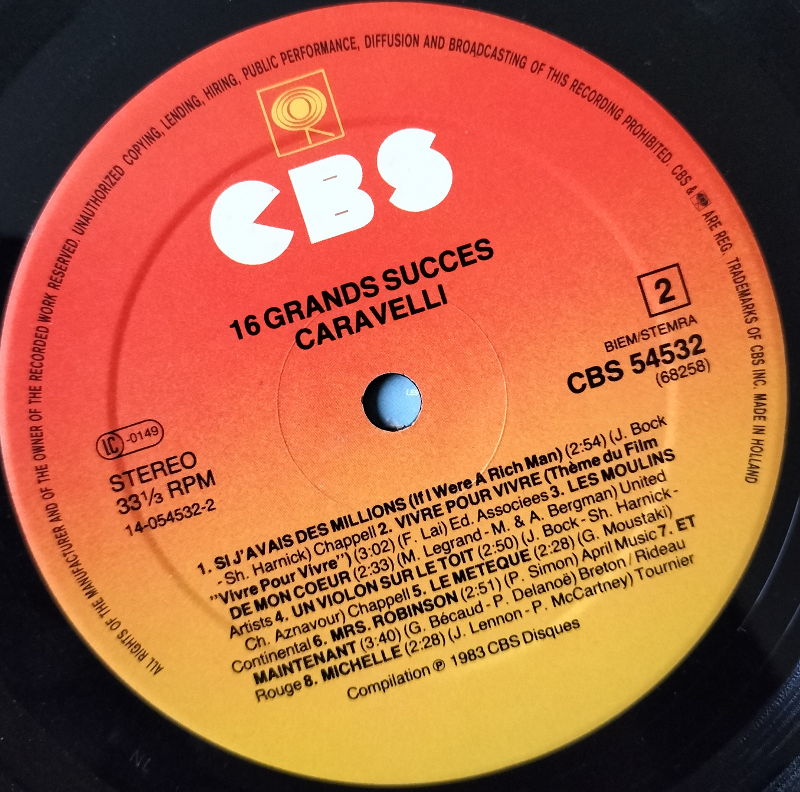 ALL RIGHTS OF THE MANUFACTURER AND OF THE OWNER OF THE RECORDED WORK RESERVED. UNAUTHORIZED COPYING, LENDING, HIRING, PUBLIC PERFORMANCE, DIFFUSION AND BROADCASTING OF THIS RECORDING PROHIBITED. CBS & ARE REG. TRADEMARKS OF CBS INC. MADE IN HOLLAND
CBS
16 GRANDS SUCCES
CARAVELLI
2
BIEM/STEMRA
CBS 54532
(68258)
LC -0149
STEREO
33⅓ RPM
14-054532-2
1. SI J'AVAIS DES MILLIONS (If I Were A Rich Man) (2:54) (J. Bock
- Sh. Harnick) Chappell 2. VIVRE POUR VIVRE (Thème du Film
"Vivre Pour Vivre") (3:02) (F. Lai) Ed. Associees 3. LES MOULINS
DE MON COEUR (2:33) (M. Legrand - M. & A. Bergman) United
Artists 4. UN VIOLON SUR LE TOIT (2:50) (J. Bock - Sh. Harnick -
Ch. Aznavour) Chappell 5. LE METEQUE (2:28) (G. Moustaki)
Continental 6. MRS. ROBINSON (2:51) (P. Simon) April Music 7. ET
MAINTENANT (3:40) (G. Bécaud - P. Delanoë) Breton / Rideau
Rouge 8. MICHELLE (2:28) (J. Lennon - P. McCartney) Tournier
Compilation ℗ 1983 CBS Disques
NL